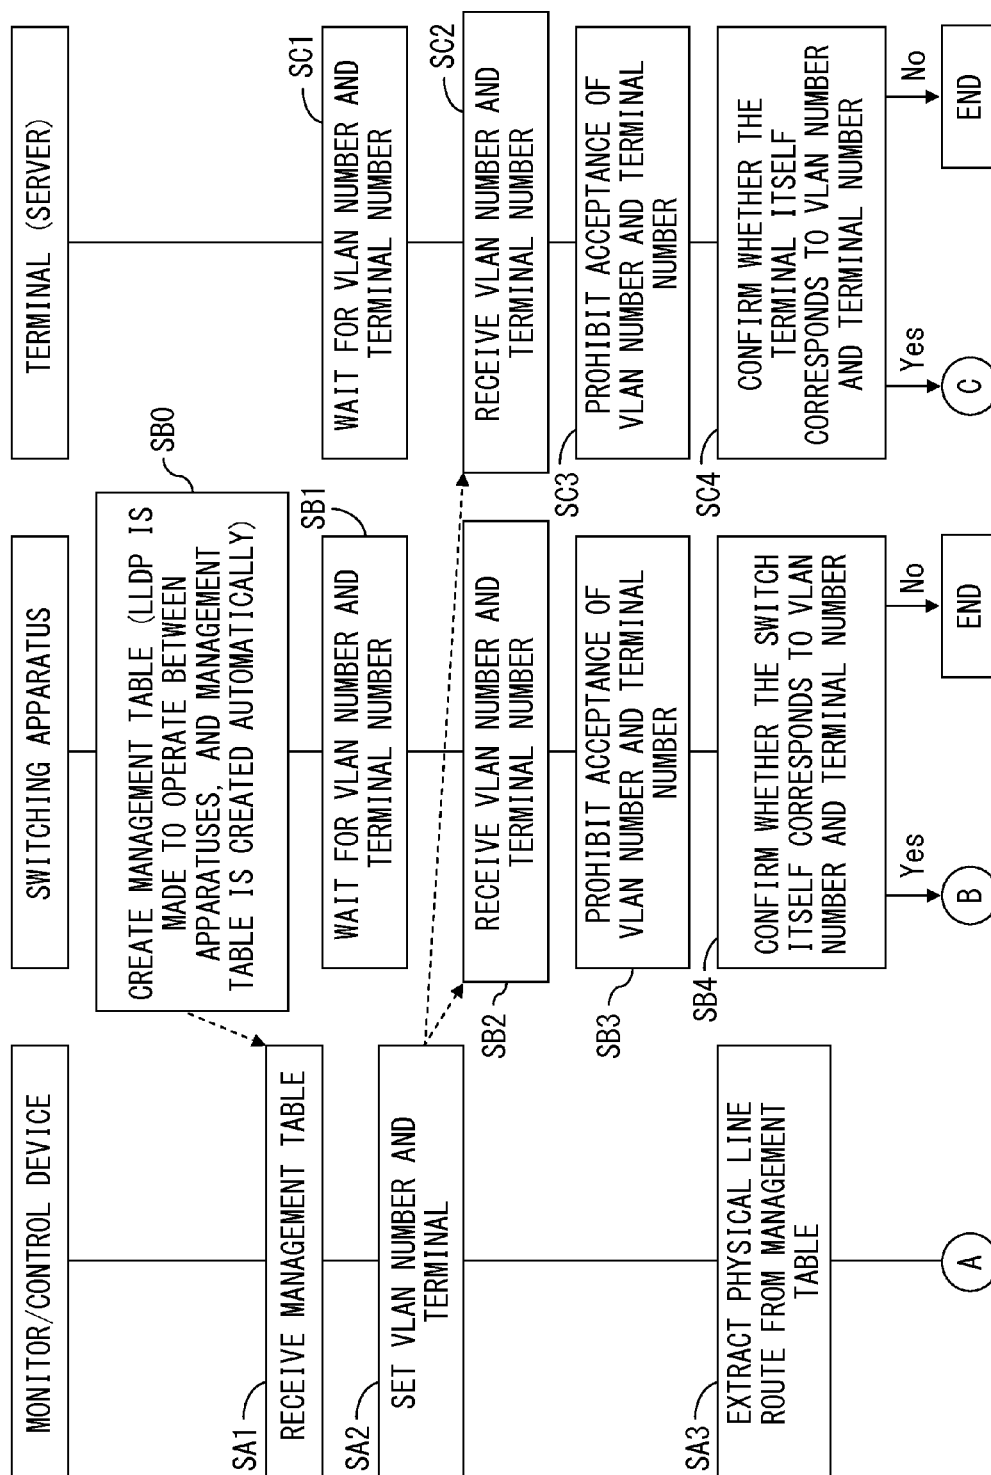 MONITOR/CONTROL DEVICE
SA1
RECEIVE MANAGEMENT TABLE
SA2
SET VLAN NUMBER AND
TERMINAL
SA3
EXTRACT PHYSICAL LINE
ROUTE FROM MANAGEMENT
TABLE
A
SWITCHING APPARATUS
SB0
CREATE MANAGEMENT TABLE (LLDP IS
MADE TO OPERATE BETWEEN
APPARATUSES, AND MANAGEMENT
TABLE IS CREATED AUTOMATICALLY)
SB1
WAIT FOR VLAN NUMBER AND
TERMINAL NUMBER
SB2
RECEIVE VLAN NUMBER AND
TERMINAL NUMBER
SB3
PROHIBIT ACCEPTANCE OF
VLAN NUMBER AND TERMINAL
NUMBER
SB4
CONFIRM WHETHER THE SWITCH
ITSELF CORRESPONDS TO VLAN
NUMBER AND TERMINAL NUMBER
Yes
No
B
END
TERMINAL (SERVER)
SC1
WAIT FOR VLAN NUMBER AND
TERMINAL NUMBER
SC2
RECEIVE VLAN NUMBER AND
TERMINAL NUMBER
SC3
PROHIBIT ACCEPTANCE OF
VLAN NUMBER AND TERMINAL
NUMBER
SC4
CONFIRM WHETHER THE
TERMINAL ITSELF
CORRESPONDS TO VLAN NUMBER
AND TERMINAL NUMBER
Yes
No
C
END